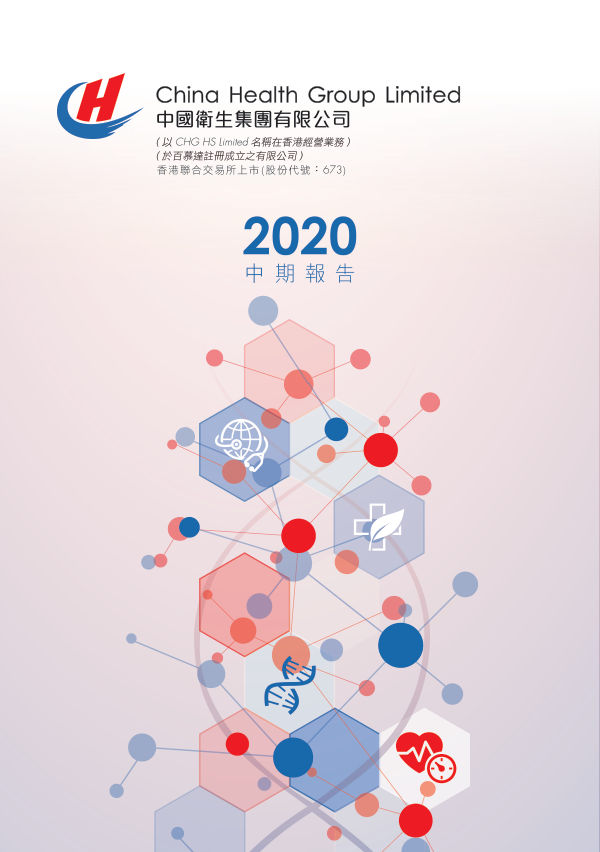 H
China Health Group Limited
中國衛生集團有限公司
(以 CHG HS Limited 名稱在香港經營業務)
(於百慕達註冊成立之有限公司)
香港聯合交易所上市(股份代號：673)
2020
中期報告